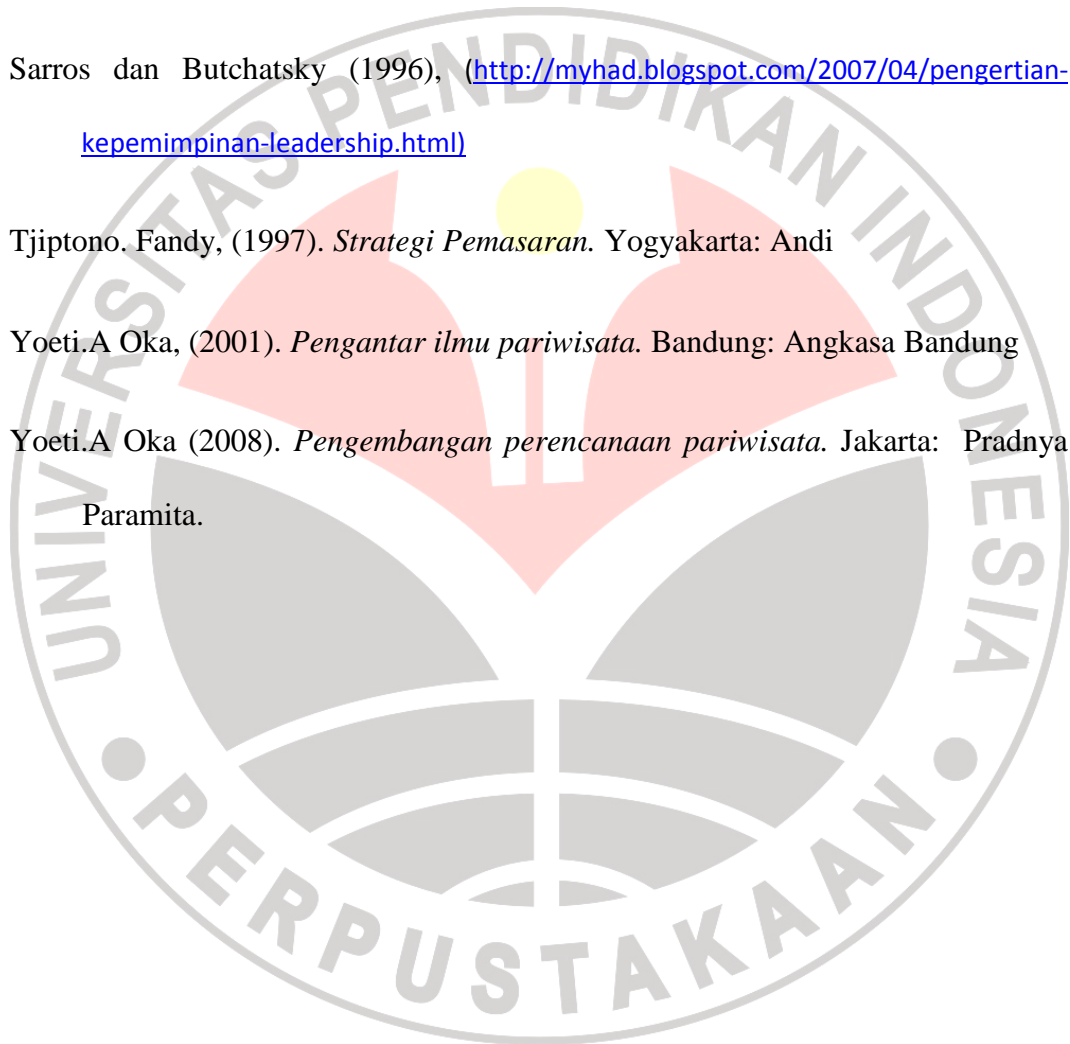 Sarros dan Butchatsky (1996), (http://myhad.blogspot.com/2007/04/pengertian-
kepemimpinan-leadership.html)
Tjiptono. Fandy, (1997). Strategi Pemasaran. Yogyakarta: Andi
Yoeti.A Oka, (2001). Pengantar ilmu pariwisata. Bandung: Angkasa Bandung
Yoeti.A Oka (2008). Pengembangan perencanaan pariwisata. Jakarta: Pradnya
Paramita.
UNIVERSITAS PENDIDIKAN INDONESIA
PERPUSTAKAAN